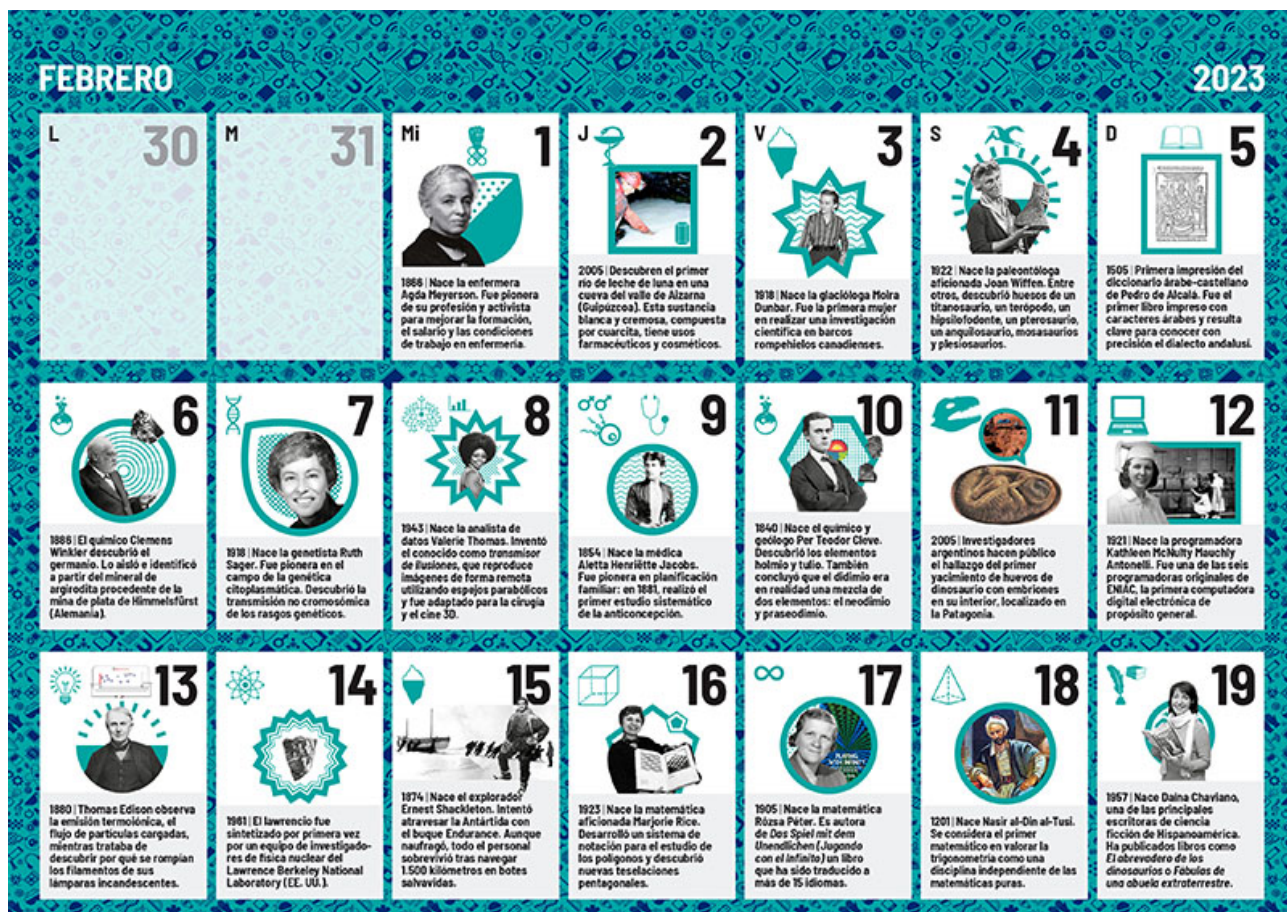 FEBRERO
2023
L
30
M
31
Mi
1
1866 | Nace la enfermera
Agda Meyerson. Fue pionera
de su profesión y activista
para mejorar la formación,
el salario y las condiciones
de trabajo en enfermería.
J
2
2005 | Descubren el primer
río de leche de luna en una
cueva del valle de Alzarna
(Guipúzcoa). Esta sustancia
blanca y cremosa, compuesta
por cuarcita, tiene usos
farmacéuticos y cosméticos.
V
3
1918 | Nace la glacióloga Moira
Dunbar. Fue la primera mujer
en realizar una investigación
científica en barcos
rompehielos canadienses.
S
4
1922 | Nace la paleontóloga
aficionada Joan Wiffen. Entre
otros, descubrió huesos de un
titanosaurio, un terópodo, un
hipsilofodonte, un pterosaurio,
un anquilosaurio, mosasaurios
y plesiosaurios.
D
5
1505 | Primera impresión del
diccionario árabe-castellano
de Pedro de Alcalá. Fue el
primer libro impreso con
caracteres árabes y resulta
clave para conocer con
precisión el dialecto andalusí.
6
1886 | El químico Clemens
Winkler descubrió el
germanio. Lo aisló e identificó
a partir del mineral de
argirodita procedente de la
mina de plata de Himmelsfürst
(Alemania).
7
1918 | Nace la genetista Ruth
Sager. Fue pionera en el
campo de la genética
citoplasmática. Descubrió la
transmisión no cromosómica
de los rasgos genéticos.
8
1943 | Nace la analista de
datos Valerie Thomas. Inventó
el conocido como transmisor
de ilusiones, que reproduce
imágenes de forma remota
utilizando espejos parabólicos
y fue adaptado para la cirugía
y el cine 3D.
9
1854 | Nace la médica
Aletta Henriëtte Jacobs.
Fue pionera en planificación
familiar: en 1881, realizó el
primer estudio sistemático
de la anticoncepción.
10
1840 | Nace el químico y
geólogo Per Teodor Cleve.
Descubrió los elementos
holmio y tulio. También
concluyó que el didimio era
en realidad una mezcla de
dos elementos: el neodimio
y praseodimio.
11
2005 | Investigadores
argentinos hacen público
el hallazgo del primer
yacimiento de huevos de
dinosaurio con embriones
en su interior, localizado en
la Patagonia.
12
1921 | Nace la programadora
Kathleen McNulty Mauchly
Antonelli. Fue una de las seis
programadoras originales de
ENIAC, la primera computadora
digital electrónica de
propósito general.
13
1880 | Thomas Edison observa
la emisión termoiónica, el
flujo de partículas cargadas,
mientras trataba de
descubrir por qué se rompían
los filamentos de sus
lámparas incandescentes.
14
1961 | El lawrencio fue
sintetizado por primera vez
por un equipo de investigado-
res de física nuclear del
Lawrence Berkeley National
Laboratory (EE. UU.).
15
1874 | Nace el explorador
Ernest Shackleton. Intentó
atravesar la Antártida con
el buque Endurance. Aunque
naufragó, todo el personal
sobrevivió tras navegar
1.500 kilómetros en botes
salvavidas.
16
1923 | Nace la matemática
aficionada Marjorie Rice.
Desarrolló un sistema de
notación para el estudio de
los polígonos y descubrió
nuevas teselaciones
pentagonales.
17
PLAYING
WITH INFINITY
1905 | Nace la matemática
Rózsa Péter. Es autora
de Das Spiel mit dem
Unendlichen (Jugando
con el infinito) un libro
que ha sido traducido a
más de 15 idiomas.
18
1201 | Nace Nasir al-Din al-Tusi.
Se considera el primer
matemático en valorar la
trigonometría como una
disciplina independiente de las
matemáticas puras.
19
1957 | Nace Daína Chaviano,
una de las principales
escritoras de ciencia
ficción de Hispanoamérica.
Ha publicados libros como
El abrevadero de los
dinosaurios o Fábulas de
una abuela extraterrestre.